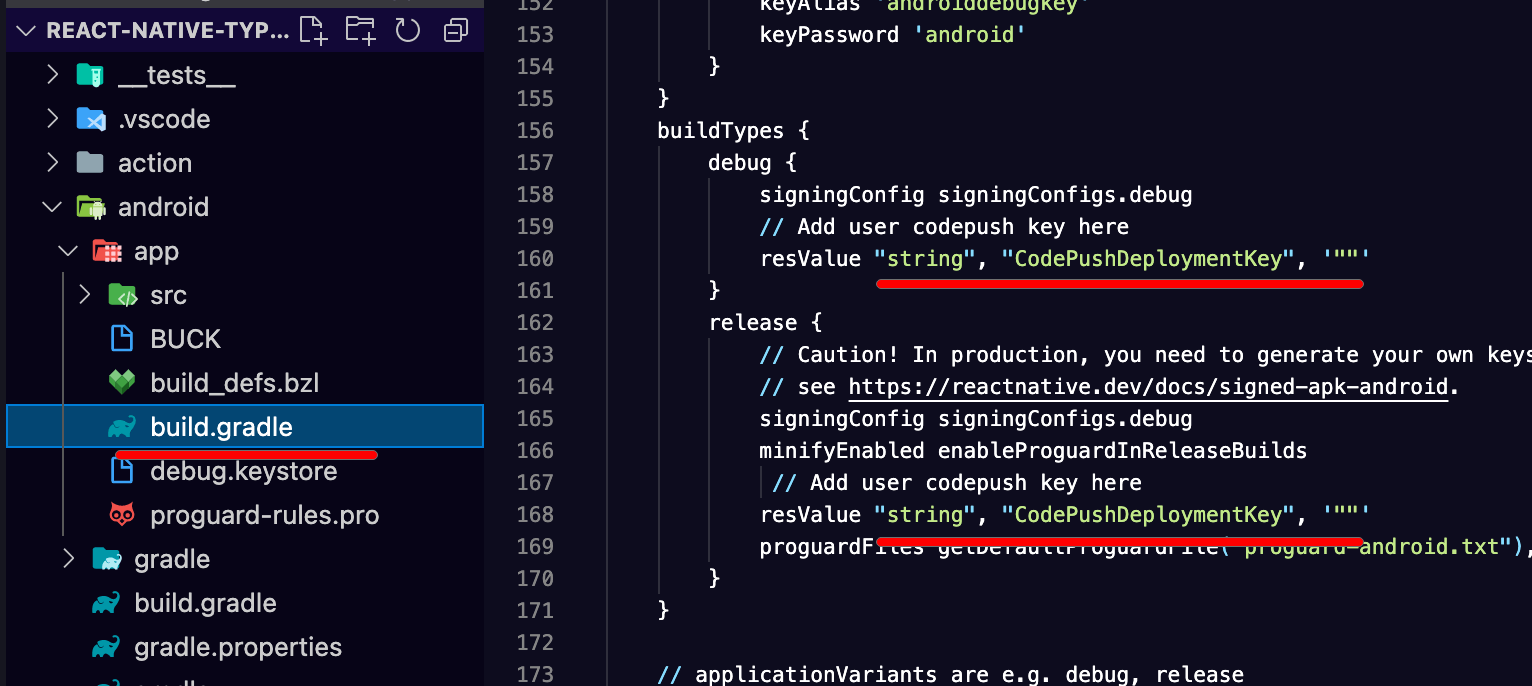 REACT-NATIVE-TYP...
__tests__
.vscode
action
android
app
src
BUCK
build_defs.bzl
build.gradle
debug.keystore
proguard-rules.pro
gradle
build.gradle
gradle.properties
152 keyAlias 'androiddebugkey'
153 keyPassword 'android'
154 }
155 }
156 buildTypes {
157 debug {
158 signingConfig signingConfigs.debug
159 // Add user codepush key here
160 resValue "string", "CodePushDeploymentKey", '""'
161 }
162 release {
163 // Caution! In production, you need to generate your own keys
164 // see https://reactnative.dev/docs/signed-apk-android.
165 signingConfig signingConfigs.debug
166 minifyEnabled enableProguardInReleaseBuilds
167 // Add user codepush key here
168 resValue "string", "CodePushDeploymentKey", '""'
169 proguardFiles getDefaultProguardFile("proguard-android.txt"),
170 }
171 }
172
173 // applicationVariants are e.g. debug, release